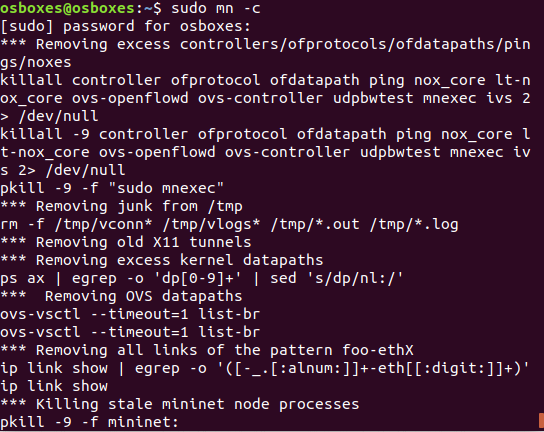 osboxes@osboxes:~$ sudo mn -c
[sudo] password for osboxes:
*** Removing excess controllers/ofprotocols/ofdatapaths/pin
gs/noxes
killall controller ofprotocol ofdatapath ping nox_core lt-n
ox_core ovs-openflowd ovs-controller udpbwtest mnexec ivs 2
> /dev/null
killall -9 controller ofprotocol ofdatapath ping nox_core l
t-nox_core ovs-openflowd ovs-controller udpbwtest mnexec iv
s 2> /dev/null
pkill -9 -f "sudo mnexec"
*** Removing junk from /tmp
rm -f /tmp/vconn* /tmp/vlogs* /tmp/*.out /tmp/*.log
*** Removing old X11 tunnels
*** Removing excess kernel datapaths
ps ax | egrep -o 'dp[0-9]+' | sed 's/dp/nl:/'
***  Removing OVS datapaths
ovs-vsctl --timeout=1 list-br
ovs-vsctl --timeout=1 list-br
*** Removing all links of the pattern foo-ethX
ip link show | egrep -o '([-_.[:alnum:]]+-eth[[:digit:]]+)'
ip link show
*** Killing stale mininet node processes
pkill -9 -f mininet: